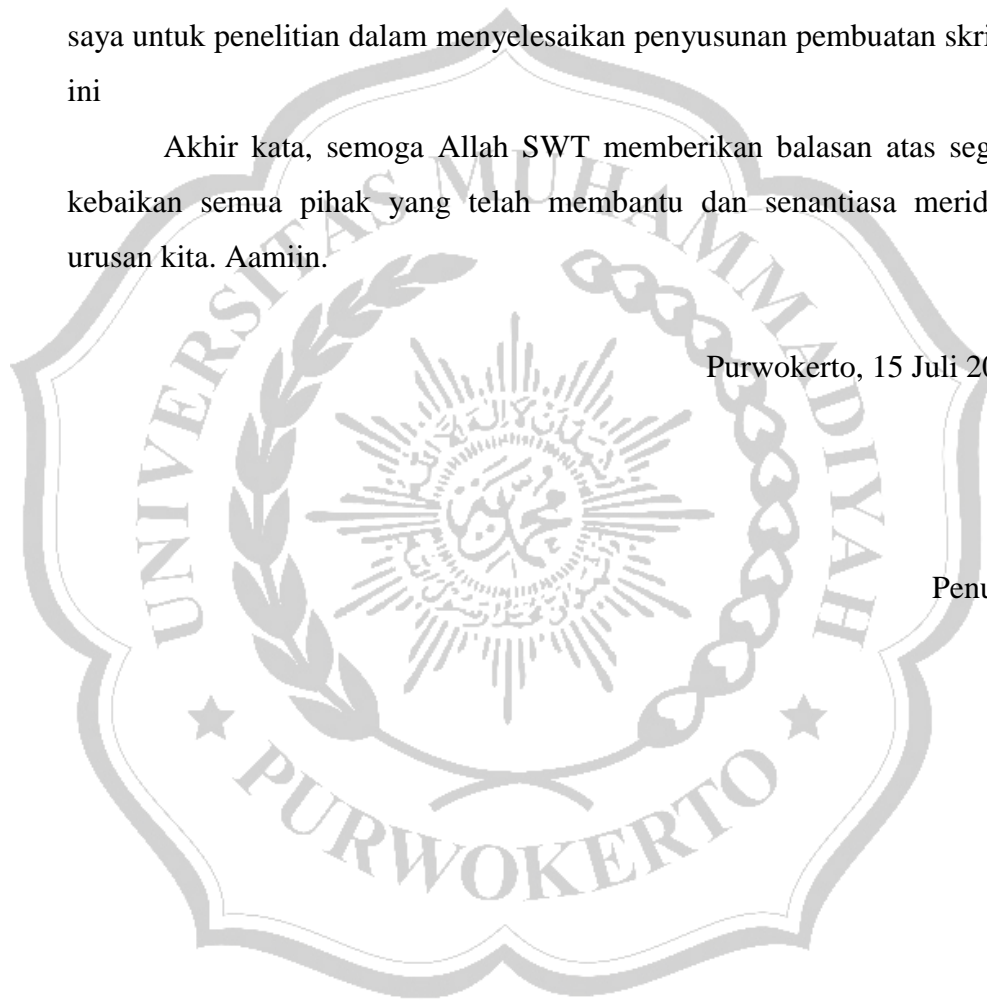 saya untuk penelitian dalam menyelesaikan penyusunan pembuatan skri
ini
Akhir kata, semoga Allah SWT memberikan balasan atas seg
kebaikan semua pihak yang telah membantu dan senantiasa merid
urusan kita. Aamiin.
Purwokerto, 15 Juli 20
Penu
UNIVERSITAS MUHAMMADIYAH
PURWOKERTO